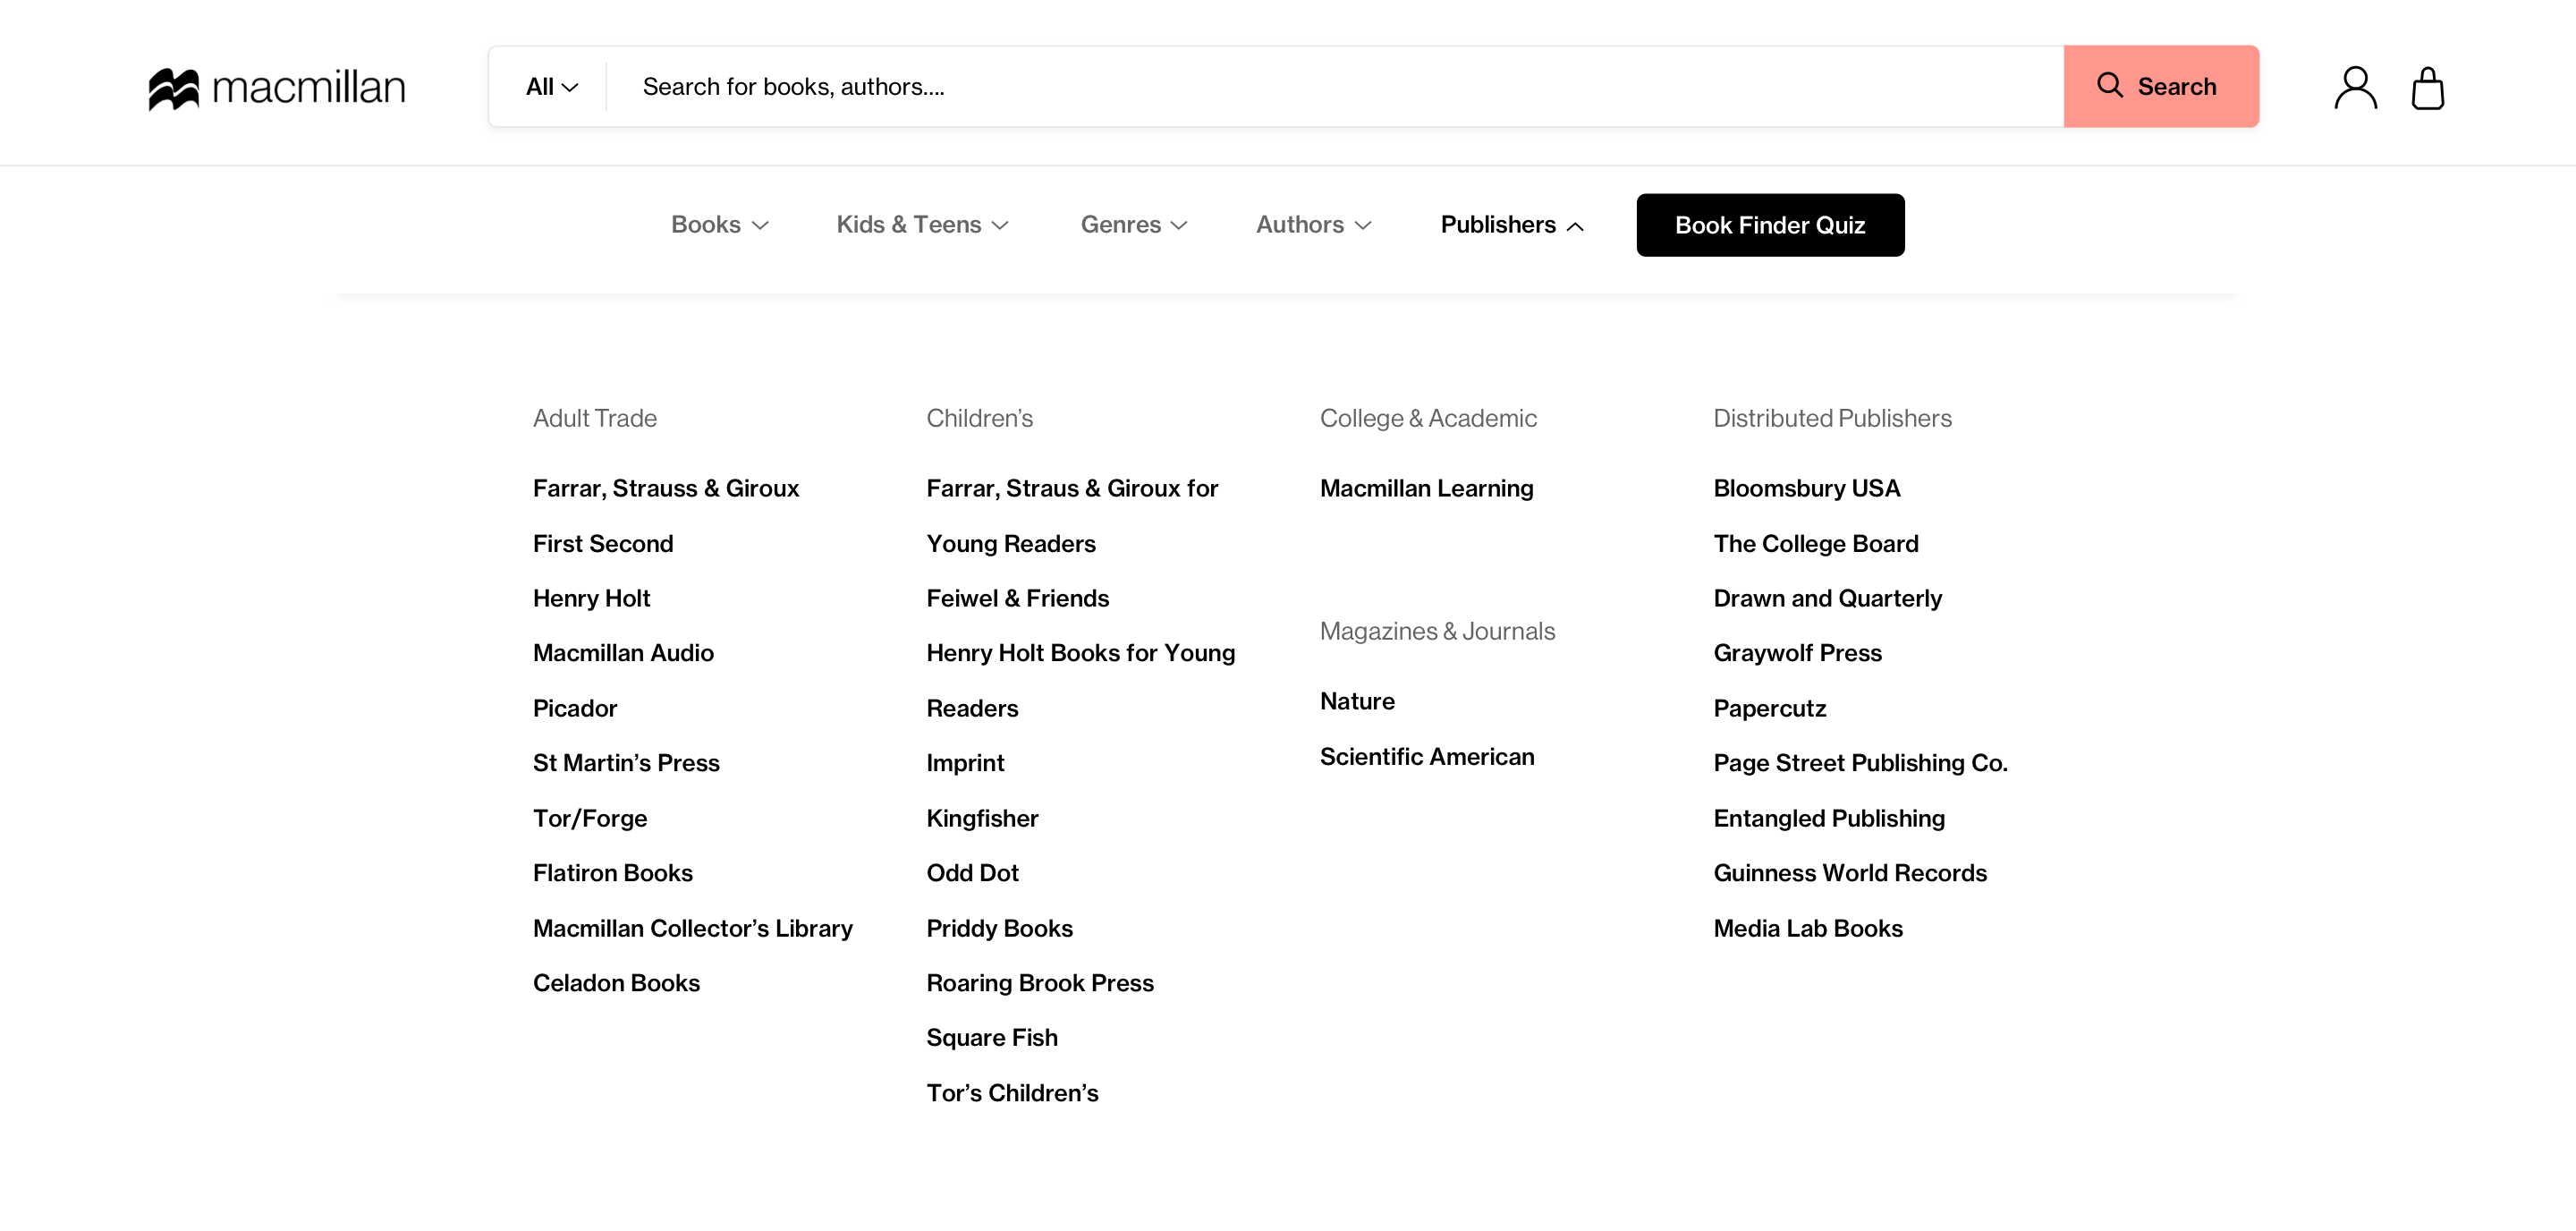 macmillan
All
Search for books, authors....
Search
Books
Kids & Teens
Genres
Authors
Publishers
Book Finder Quiz
Adult Trade
Farrar, Strauss & Giroux
First Second
Henry Holt
Macmillan Audio
Picador
St Martin’s Press
Tor/Forge
Flatiron Books
Macmillan Collector’s Library
Celadon Books
Children’s
Farrar, Straus & Giroux for
Young Readers
Feiwel & Friends
Henry Holt Books for Young
Readers
Imprint
Kingfisher
Odd Dot
Priddy Books
Roaring Brook Press
Square Fish
Tor’s Children’s
College & Academic
Macmillan Learning
Magazines & Journals
Nature
Scientific American
Distributed Publishers
Bloomsbury USA
The College Board
Drawn and Quarterly
Graywolf Press
Papercutz
Page Street Publishing Co.
Entangled Publishing
Guinness World Records
Media Lab Books